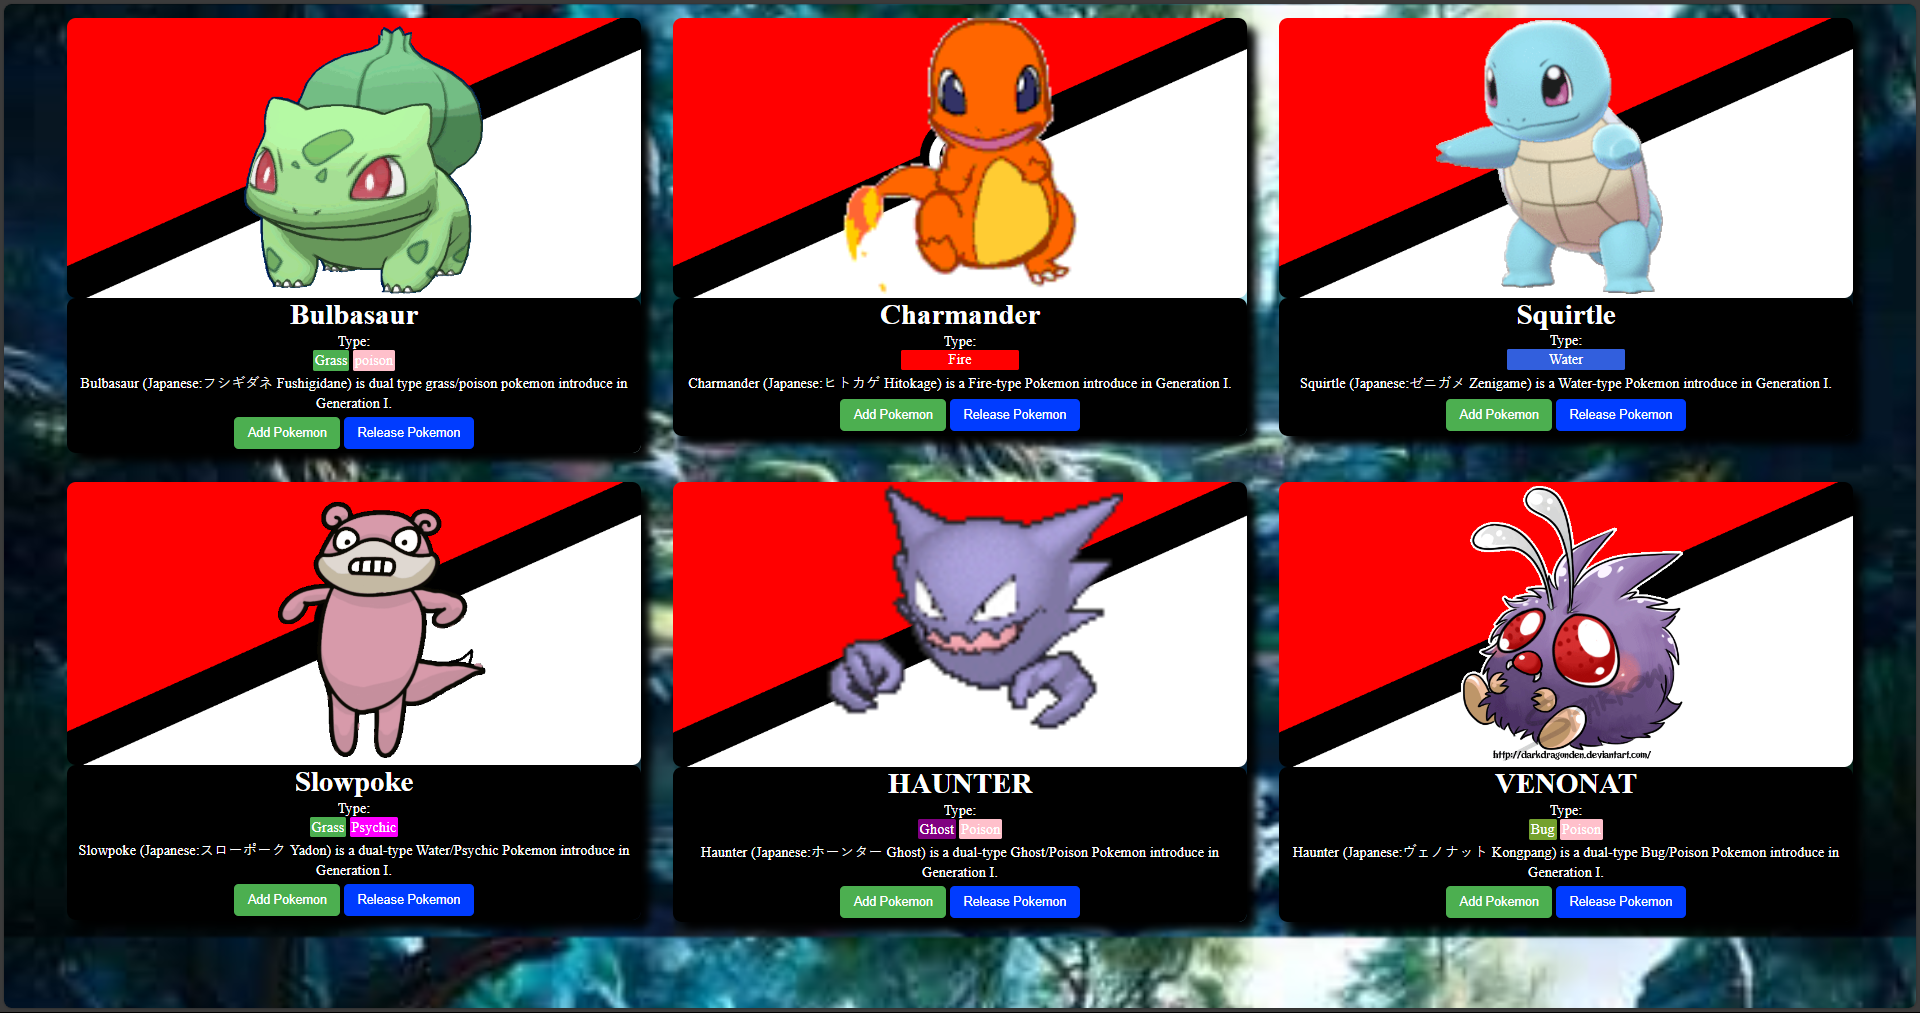 Bulbasaur
Type:
Grass poison
Bulbasaur (Japanese:フシギダネ Fushigidane) is dual type grass/poison pokemon introduce in
Generation I.
Add Pokemon Release Pokemon
Charmander
Type:
Fire
Charmander (Japanese:ヒトカゲ Hitokage) is a Fire-type Pokemon introduce in Generation I.
Add Pokemon Release Pokemon
Squirtle
Type:
Water
Squirtle (Japanese:ゼニガメ Zenigame) is a Water-type Pokemon introduce in Generation I.
Add Pokemon Release Pokemon
Slowpoke
Type:
Grass Psychic
Slowpoke (Japanese:スローポーク Yadon) is a dual-type Water/Psychic Pokemon introduce in
Generation I.
Add Pokemon Release Pokemon
HAUNTER
Type:
Ghost Poison
Haunter (Japanese:ホーンター Ghost) is a dual-type Ghost/Poison Pokemon introduce in
Generation I.
Add Pokemon Release Pokemon
http://darkdragonden.deviantart.com/
VENONAT
Type:
Bug Poison
Haunter (Japanese:ヴェノナット Kongpang) is a dual-type Bug/Poison Pokemon introduce in
Generation I.
Add Pokemon Release Pokemon